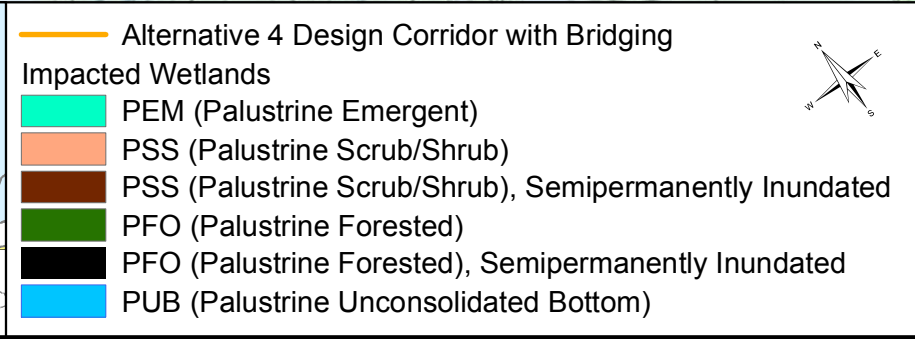 Alternative 4 Design Corridor with Bridging
Impacted Wetlands
PEM (Palustrine Emergent)
PSS (Palustrine Scrub/Shrub)
PSS (Palustrine Scrub/Shrub), Semipermanently Inundated
PFO (Palustrine Forested)
PFO (Palustrine Forested), Semipermanently Inundated
PUB (Palustrine Unconsolidated Bottom)
N
E
W
S